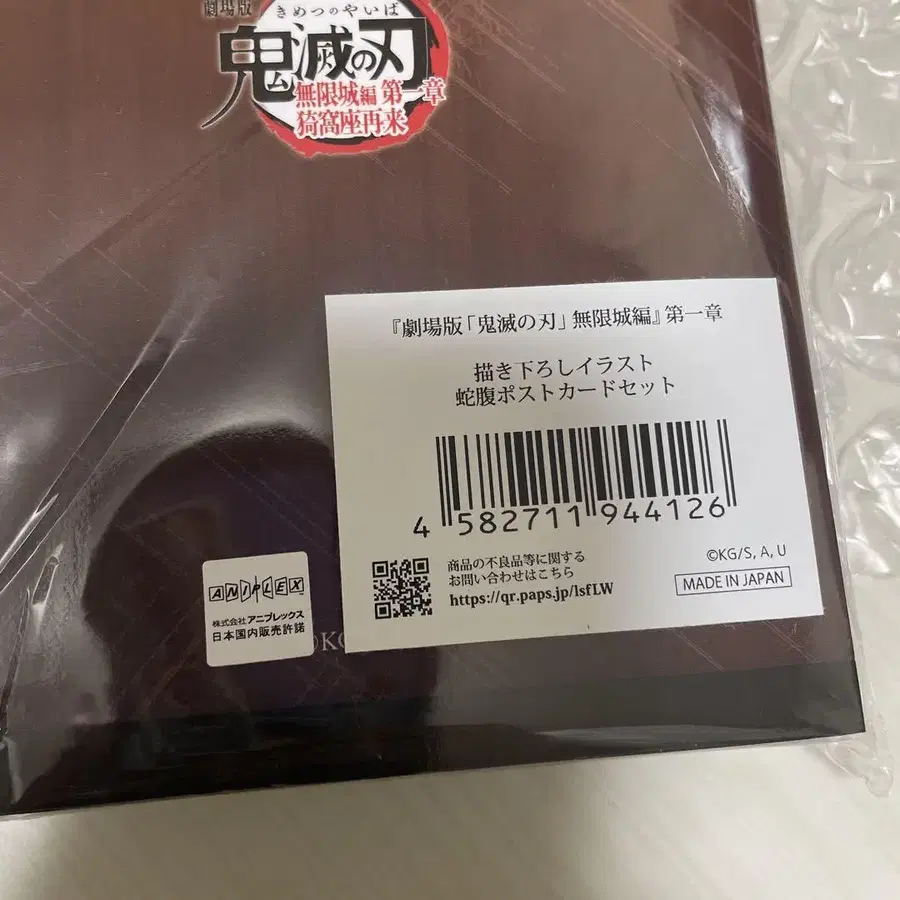 劇場版
きめつのやいば
鬼滅の刃
無限城編 第一章
猗窩座再来
『劇場版「鬼滅の刃」無限城編』第一章
描き下ろしイラスト
蛇腹ポストカードセット
4 582711 944126
商品の不良品等に関する
お問い合わせはこちら
https://qr.paps.jp/lsfLW
©KG/S, A, U
MADE IN JAPAN
ANIPLEX
株式会社 アニプレックス
日本国内販売許諾